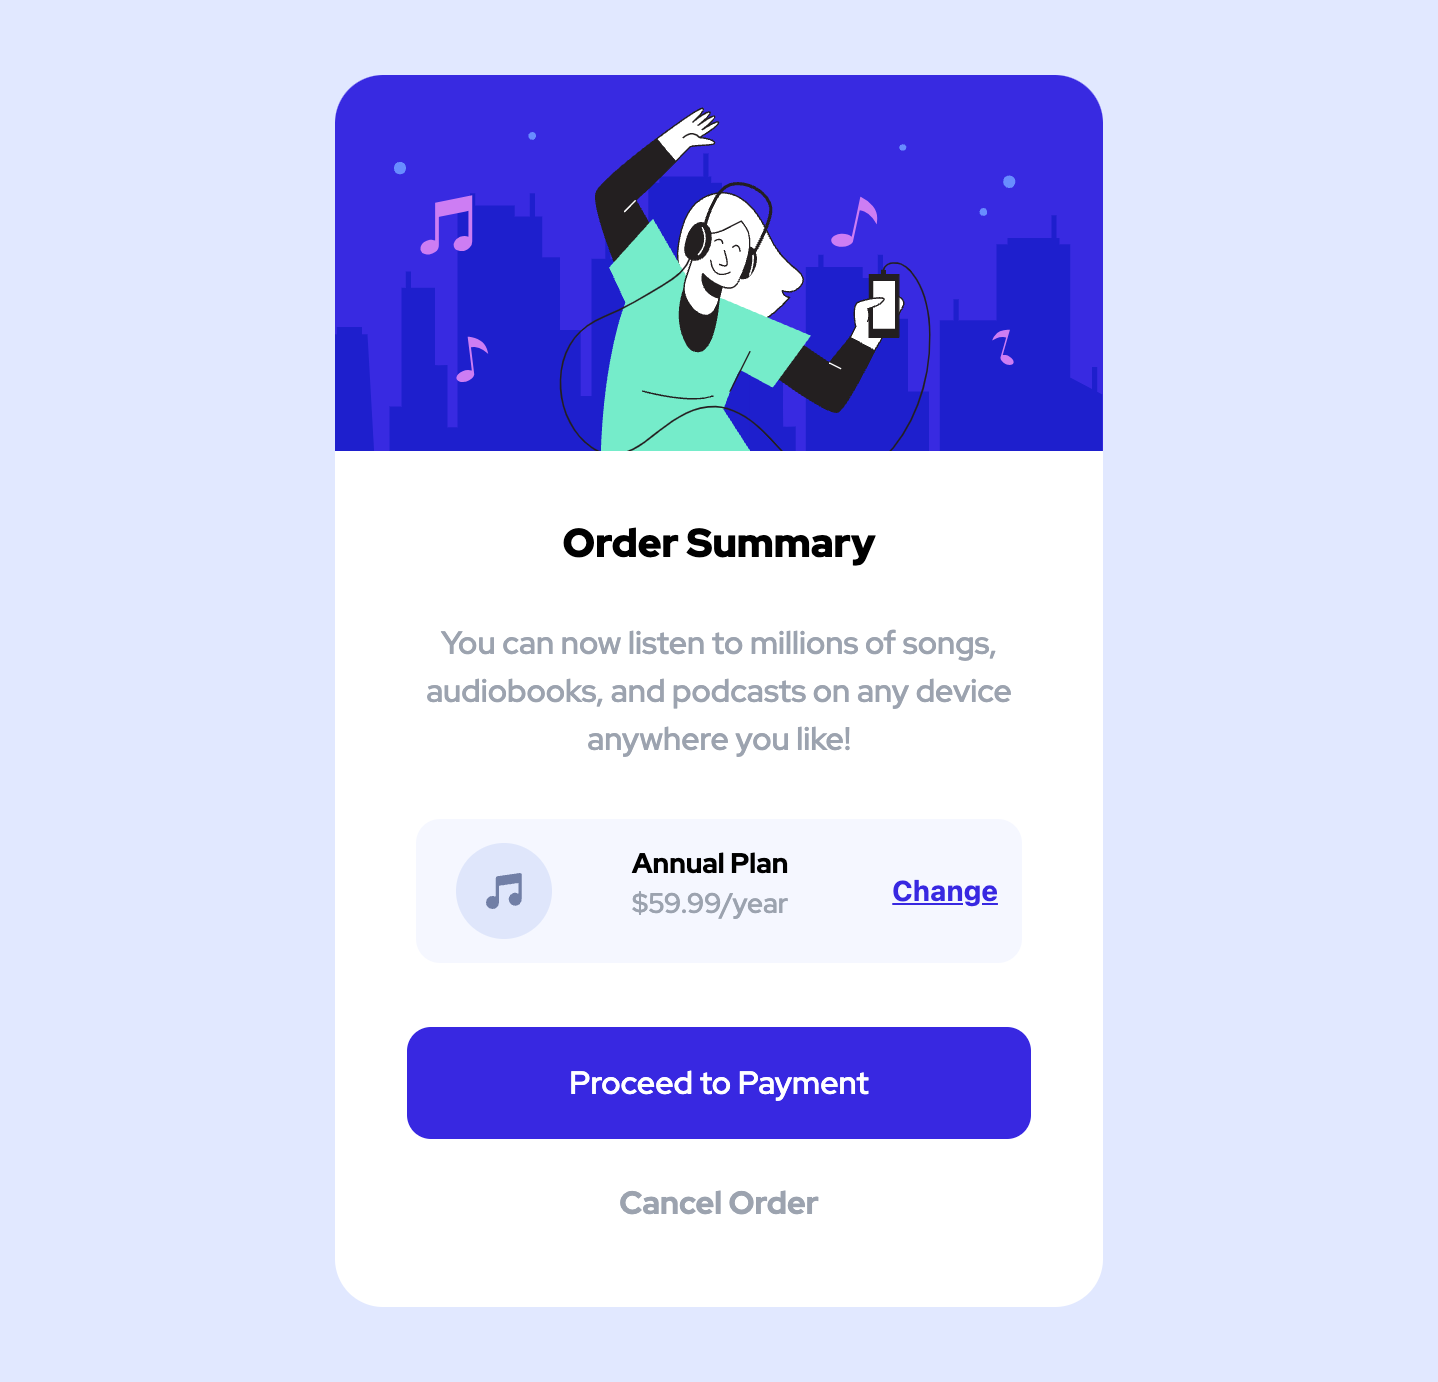 Order Summary
You can now listen to millions of songs,
audiobooks, and podcasts on any device
anywhere you like!
Annual Plan
$59.99/year
Change
Proceed to Payment
Cancel Order